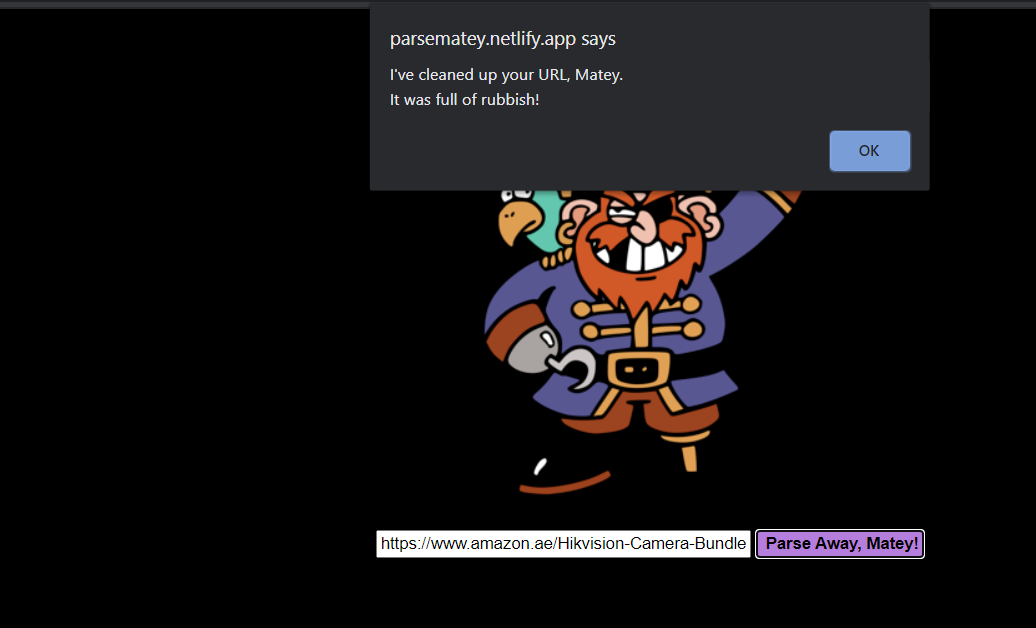 parsematey.netlify.app says
I've cleaned up your URL, Matey.
It was full of rubbish!
OK
https://www.amazon.ae/Hikvision-Camera-Bundle
Parse Away, Matey!